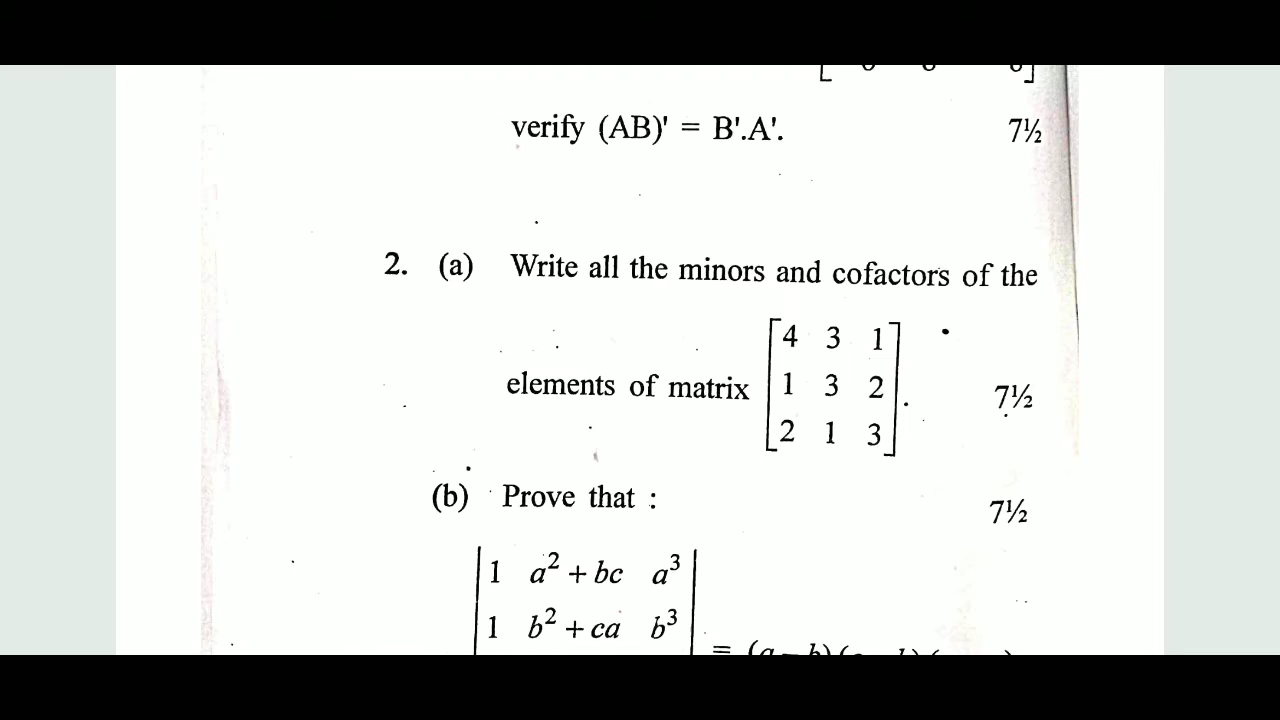 verify (AB)' = B'.A'. 7½
2. (a) Write all the minors and cofactors of the
elements of matrix [4 3 1
1 3 2
2 1 3]. 7½
(b) Prove that : 7½
|1 a² + bc a³|
|1 b² + ca b³|